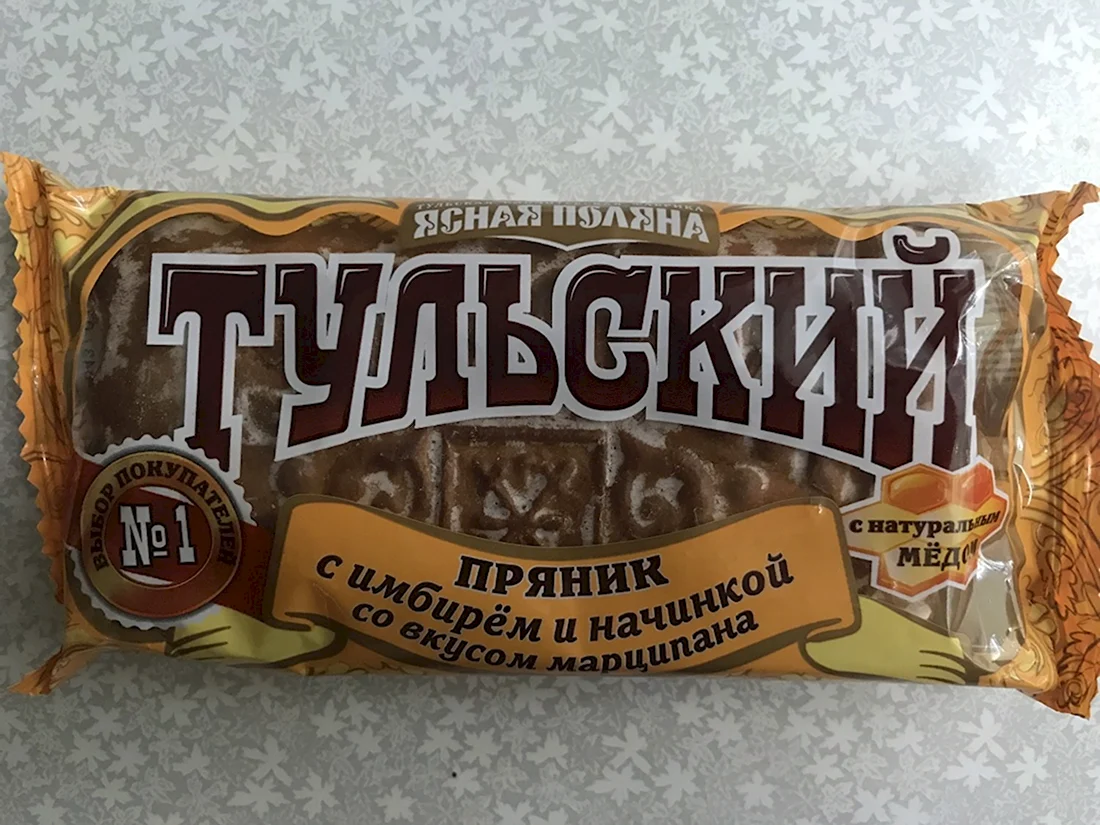 ЯСНАЯ ПОЛЯНА
ТУЛЬСКИЙ
ВЫБОР ПОКУПАТЕЛЕЙ
№1
С НАТУРАЛЬНЫМ
МЁДОМ
ПРЯНИК
с имбирём и начинкой
со вкусом марципана